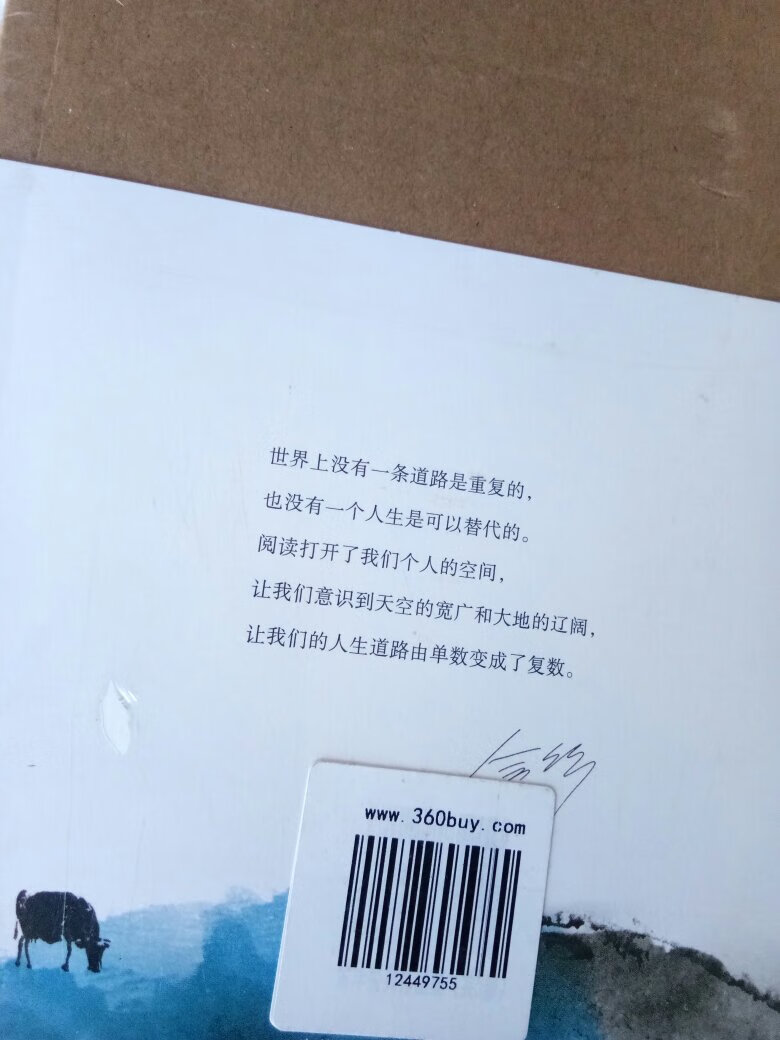 世界上没有一条道路是重复的，
也没有一个人生是可以替代的。
阅读打开了我们个人的空间，
让我们意识到天空的宽广和大地的辽阔，
让我们的人生道路由单数变成了复数。
www.360buy.com
12449755